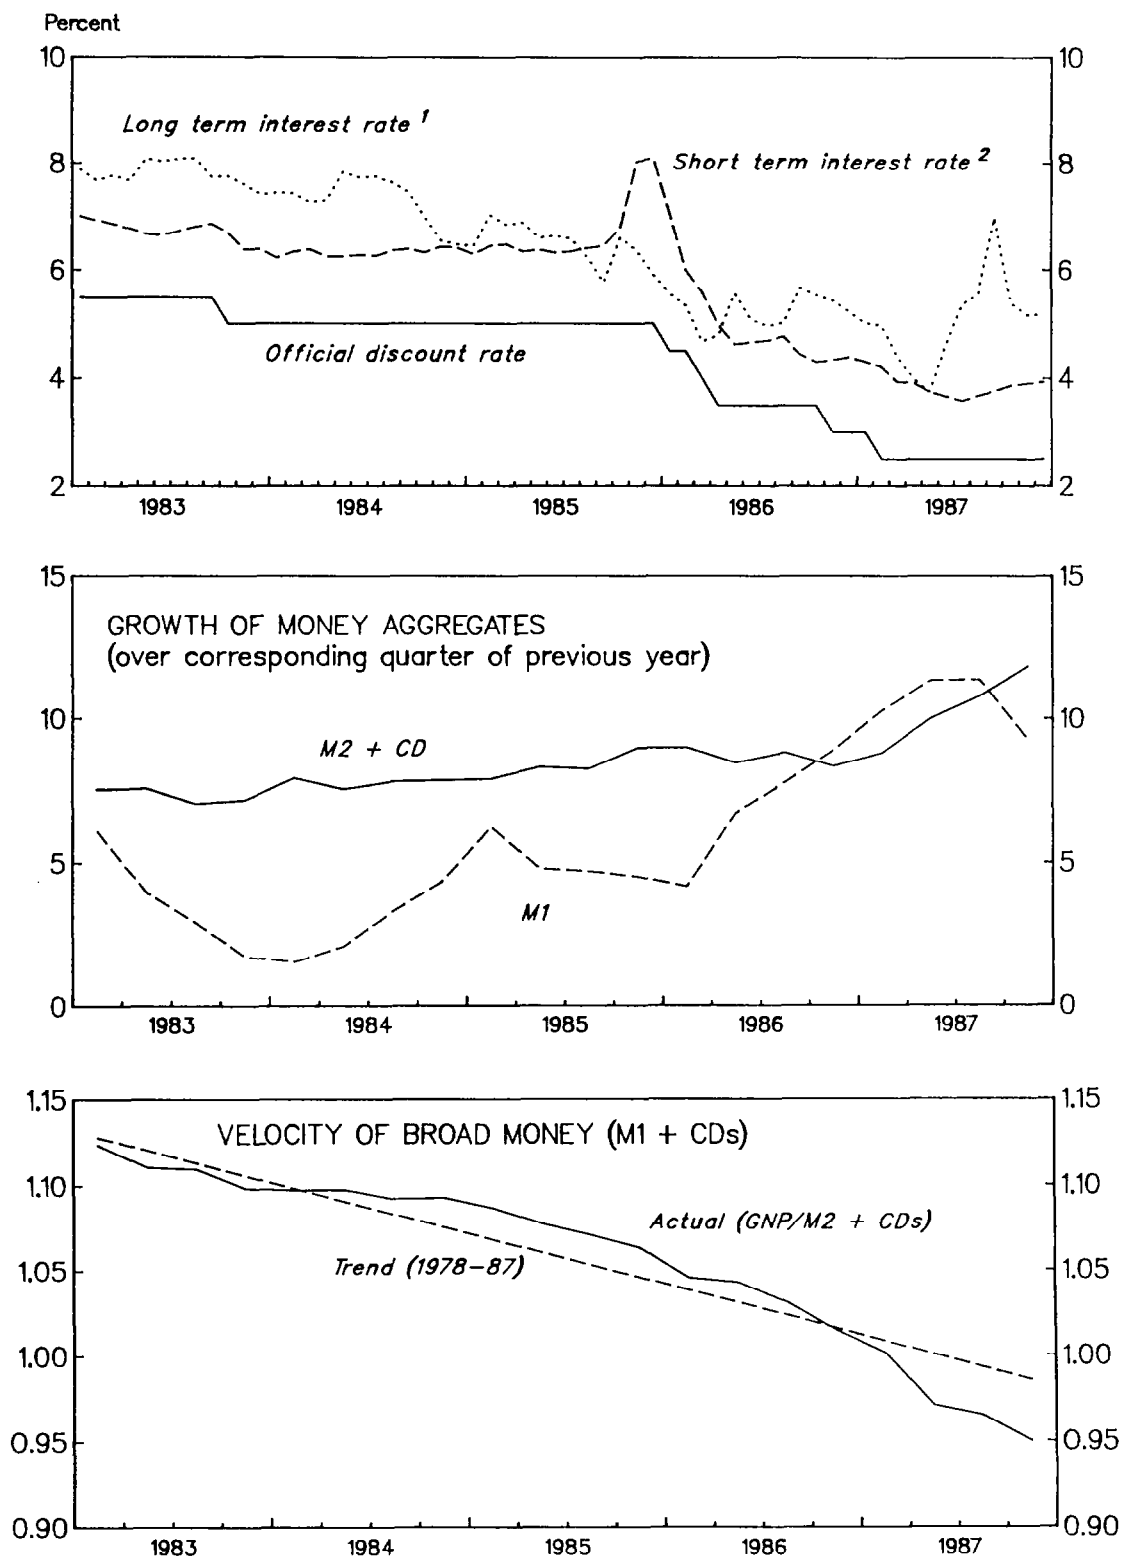 Percent
10 10
Long term interest rate 1
8 Short term interest rate 2 8
6 6
Official discount rate
4 4
2 2
1983 1984 1985 1986 1987
15 15
GROWTH OF MONEY AGGREGATES
(over corresponding quarter of previous year)
10 10
M2 + CD
5 5
M1
0 0
1983 1984 1985 1986 1987
1.15 1.15
VELOCITY OF BROAD MONEY (M1 + CDs)
1.10 1.10
Actual (GNP/M2 + CDs)
Trend (1978-87)
1.05 1.05
1.00 1.00
0.95 0.95
0.90 0.90
1983 1984 1985 1986 1987